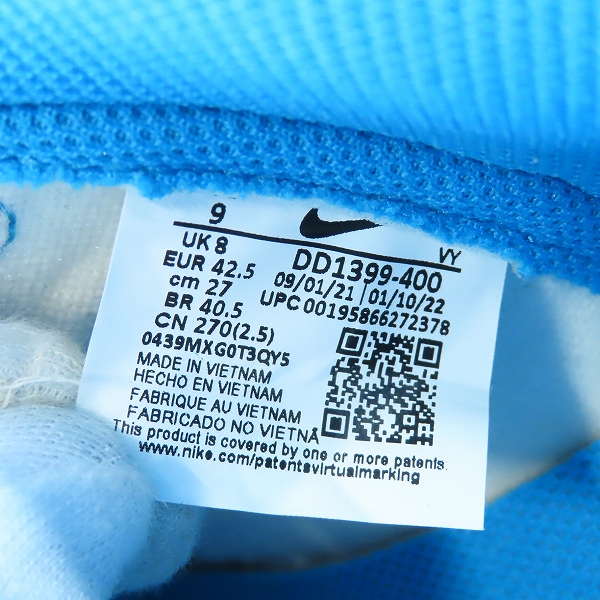 9
VY
UK 8
EUR 42.5
cm 27
BR 40.5
CN 270(2.5)
0439MXG0T3QY5
DD1399-400
09/01/21 | 01/10/22
UPC 00195866272378
MADE IN VIETNAM
HECHO EN VIETNAM
FABRIQUE AU VIETNAM
FABRICADO NO VIETNÃ
This product is covered by one or more patents.
www.nike.com/patentsvirtualmarking